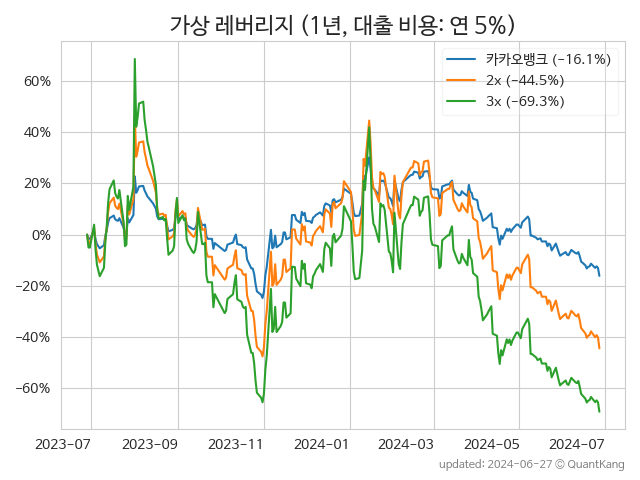 가상 레버리지 (1년, 대출 비용: 연 5%)
카카오뱅크 (−16.1%)
2x (−44.5%)
3x (−69.3%)
60%
40%
20%
0%
−20%
−40%
−60%
2023-07 2023-09 2023-11 2024-01 2024-03 2024-05 2024-07
updated: 2024-06-27 © QuantKang